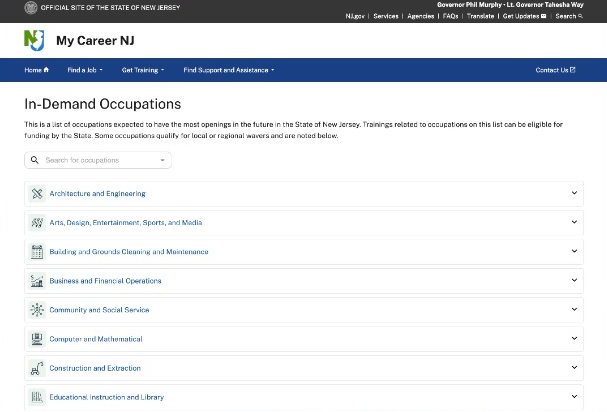 OFFICIAL SITE OF THE STATE OF NEW JERSEY
Governor Phil Murphy • Lt. Governor Tahesha Way
NJ.gov | Services | Agencies | FAQs | Translate | Get Updates | Search
NJ My Career NJ
Home Find a Job Get Training Find Support and Assistance Contact Us
In-Demand Occupations
This is a list of occupations expected to have the most openings in the future in the State of New Jersey. Trainings related to occupations on this list can be eligible for
funding by the State. Some occupations qualify for local or regional wavers and are noted below.
Search for occupations
Architecture and Engineering
Arts, Design, Entertainment, Sports, and Media
Building and Grounds Cleaning and Maintenance
Business and Financial Operations
Community and Social Service
Computer and Mathematical
Construction and Extraction
Educational Instruction and Library